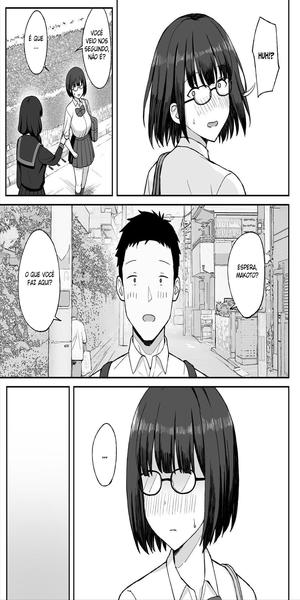 HUH?
VOCÊ
VEIO NOS
SEGUINDO,
NÃO É?
É QUE
...
ESPERA,
MAKOTO?
O QUE VOCÊ
FAZ AQUI?
...